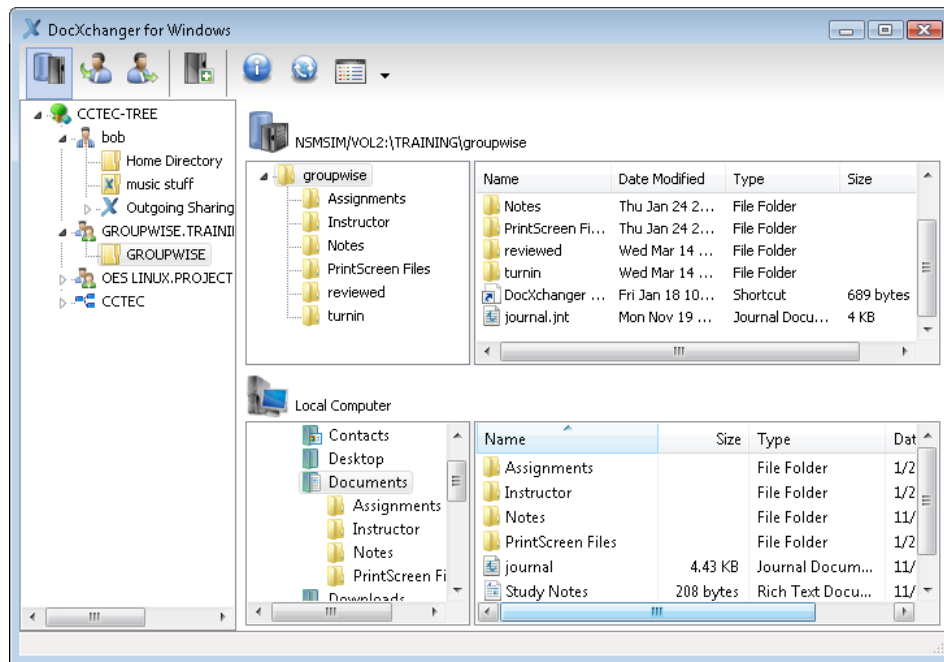 DocXchanger for Windows
CCTEC-TREE
bob
Home Directory
music stuff
Outgoing Sharing
GROUPWISE.TRAINI
GROUPWISE
OES LINUX.PROJECT
CCTEC
NSMSIM/VOL2:\TRAINING\groupwise
groupwise
Assignments
Instructor
Notes
PrintScreen Files
reviewed
turnin
Name Date Modified Type Size
Notes Thu Jan 24 2... File Folder
PrintScreen Fi... Thu Jan 24 2... File Folder
reviewed Wed Mar 14 ... File Folder
turnin Wed Mar 14 ... File Folder
DocXchanger ... Fri Jan 18 10... Shortcut 689 bytes
journal.jnt Mon Nov 19 ... Journal Docu... 4 KB
Local Computer
Contacts
Desktop
Documents
Assignments
Instructor
Notes
PrintScreen Fi
Downloads
Name Size Type Dat
Assignments File Folder 1/2
Instructor File Folder 1/2
Notes File Folder 11/
PrintScreen Files File Folder 1/2
journal 4.43 KB Journal Docum... 11/
Study Notes 208 bytes Rich Text Docu... 11/